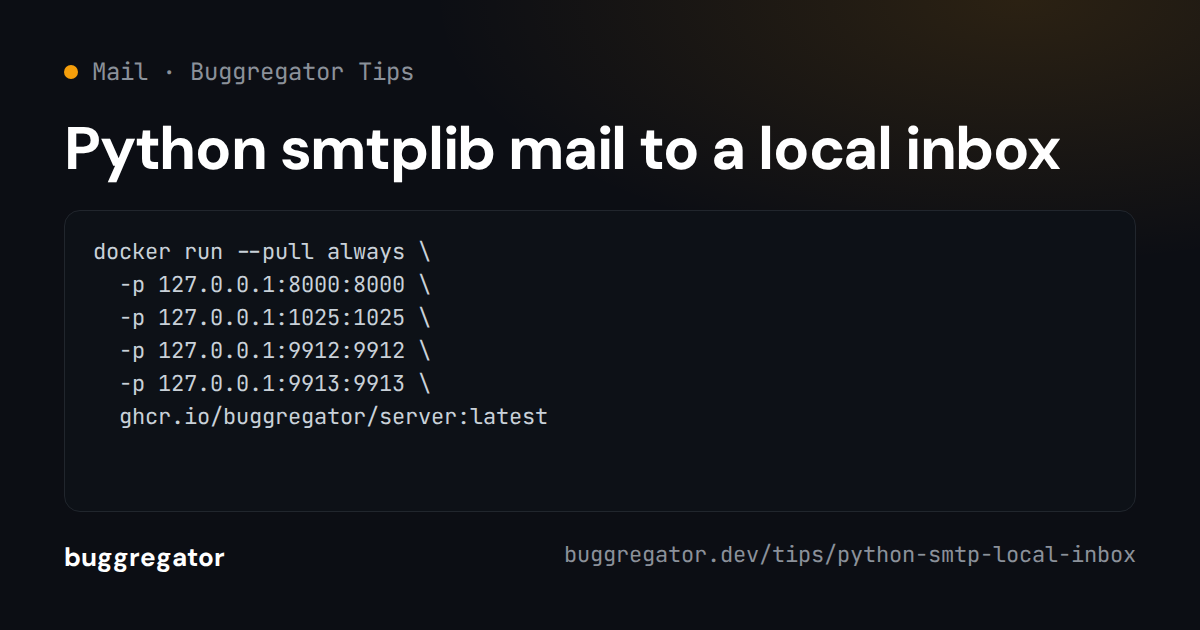 Mail · Buggregator Tips
Python smtplib mail to a local inbox
docker run --pull always \
-p 127.0.0.1:8000:8000 \
-p 127.0.0.1:1025:1025 \
-p 127.0.0.1:9912:9912 \
-p 127.0.0.1:9913:9913 \
ghcr.io/buggregator/server:latest
buggregator
buggregator.dev/tips/python-smtp-local-inbox